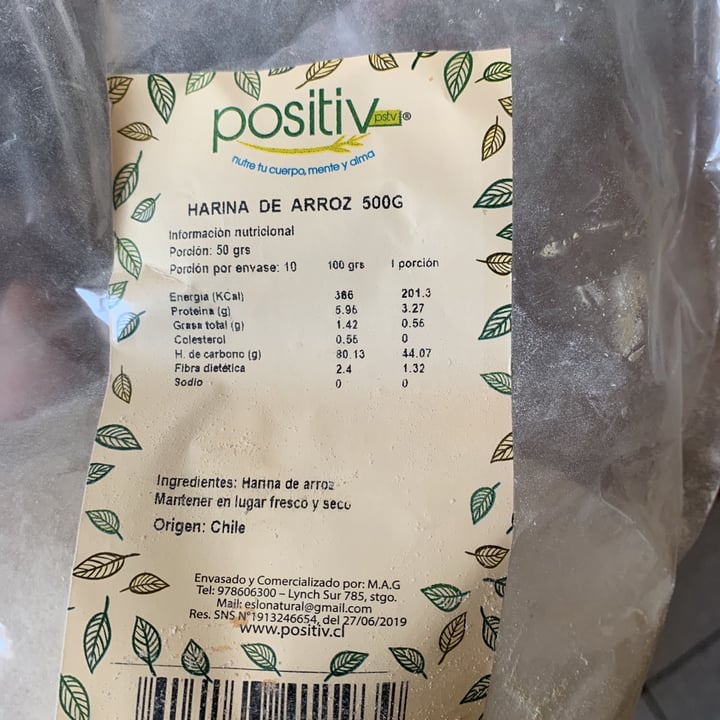 positiv pstv ®
nutre tu cuerpo, mente y alma
HARINA DE ARROZ 500G
Información nutricional
Porción: 50 grs
Porción por envase: 10 100 grs 1 porción
Energía (KCal) 366 201.3
Proteina (g) 5.96 3.27
Grasa total (g) 1.42 0.56
Colesterol 0.56 0
H. de carbono (g) 80.13 44.07
Fibra dietética 2.4 1.32
Sodio 0 0
Ingredientes: Harina de arroz
Mantener en lugar fresco y seco
Origen: Chile
Envasado y Comercializado por: M.A.G
Tel: 978606300 – Lynch Sur 785, stgo.
Mail: eslonatural@gmail.com
Res. SNS N°1913246654, del 27/06/2019
www.positiv.cl